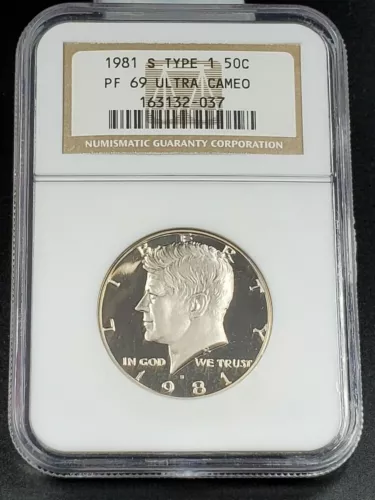 1981 S TYPE 1 50C
PF 69 ULTRA CAMEO
163132-037
NUMISMATIC GUARANTY CORPORATION
LIBERTY
IN GOD WE TRUST
S
1981